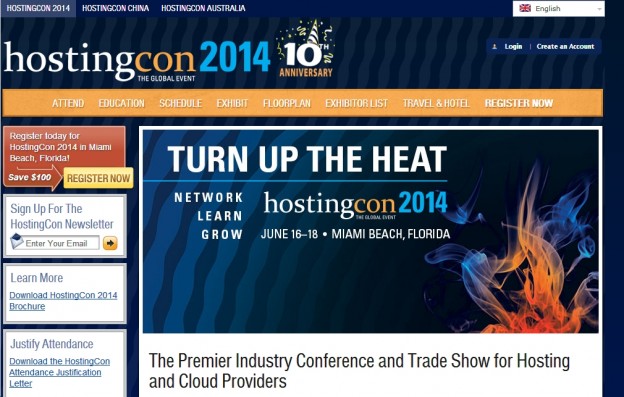 HOSTINGCON 2014 HOSTINGCON CHINA HOSTINGCON AUSTRALIA English
hostingcon 2014 10TH
THE GLOBAL EVENT ANNIVERSARY
Login | Create an Account
ATTEND EDUCATION SCHEDULE EXHIBIT FLOORPLAN EXHIBITOR LIST TRAVEL & HOTEL REGISTER NOW
Register today for
HostingCon 2014 in Miami
Beach, Florida!
Save $100 REGISTER NOW
Sign Up For The
HostingCon Newsletter
Enter Your Email
Learn More
Download HostingCon 2014
Brochure
Justify Attendance
Download the HostingCon
Attendance Justification
Letter
TURN UP THE HEAT
NETWORK
LEARN
GROW
hostingcon 2014
THE GLOBAL EVENT
JUNE 16–18 • MIAMI BEACH, FLORIDA
The Premier Industry Conference and Trade Show for Hosting
and Cloud Providers